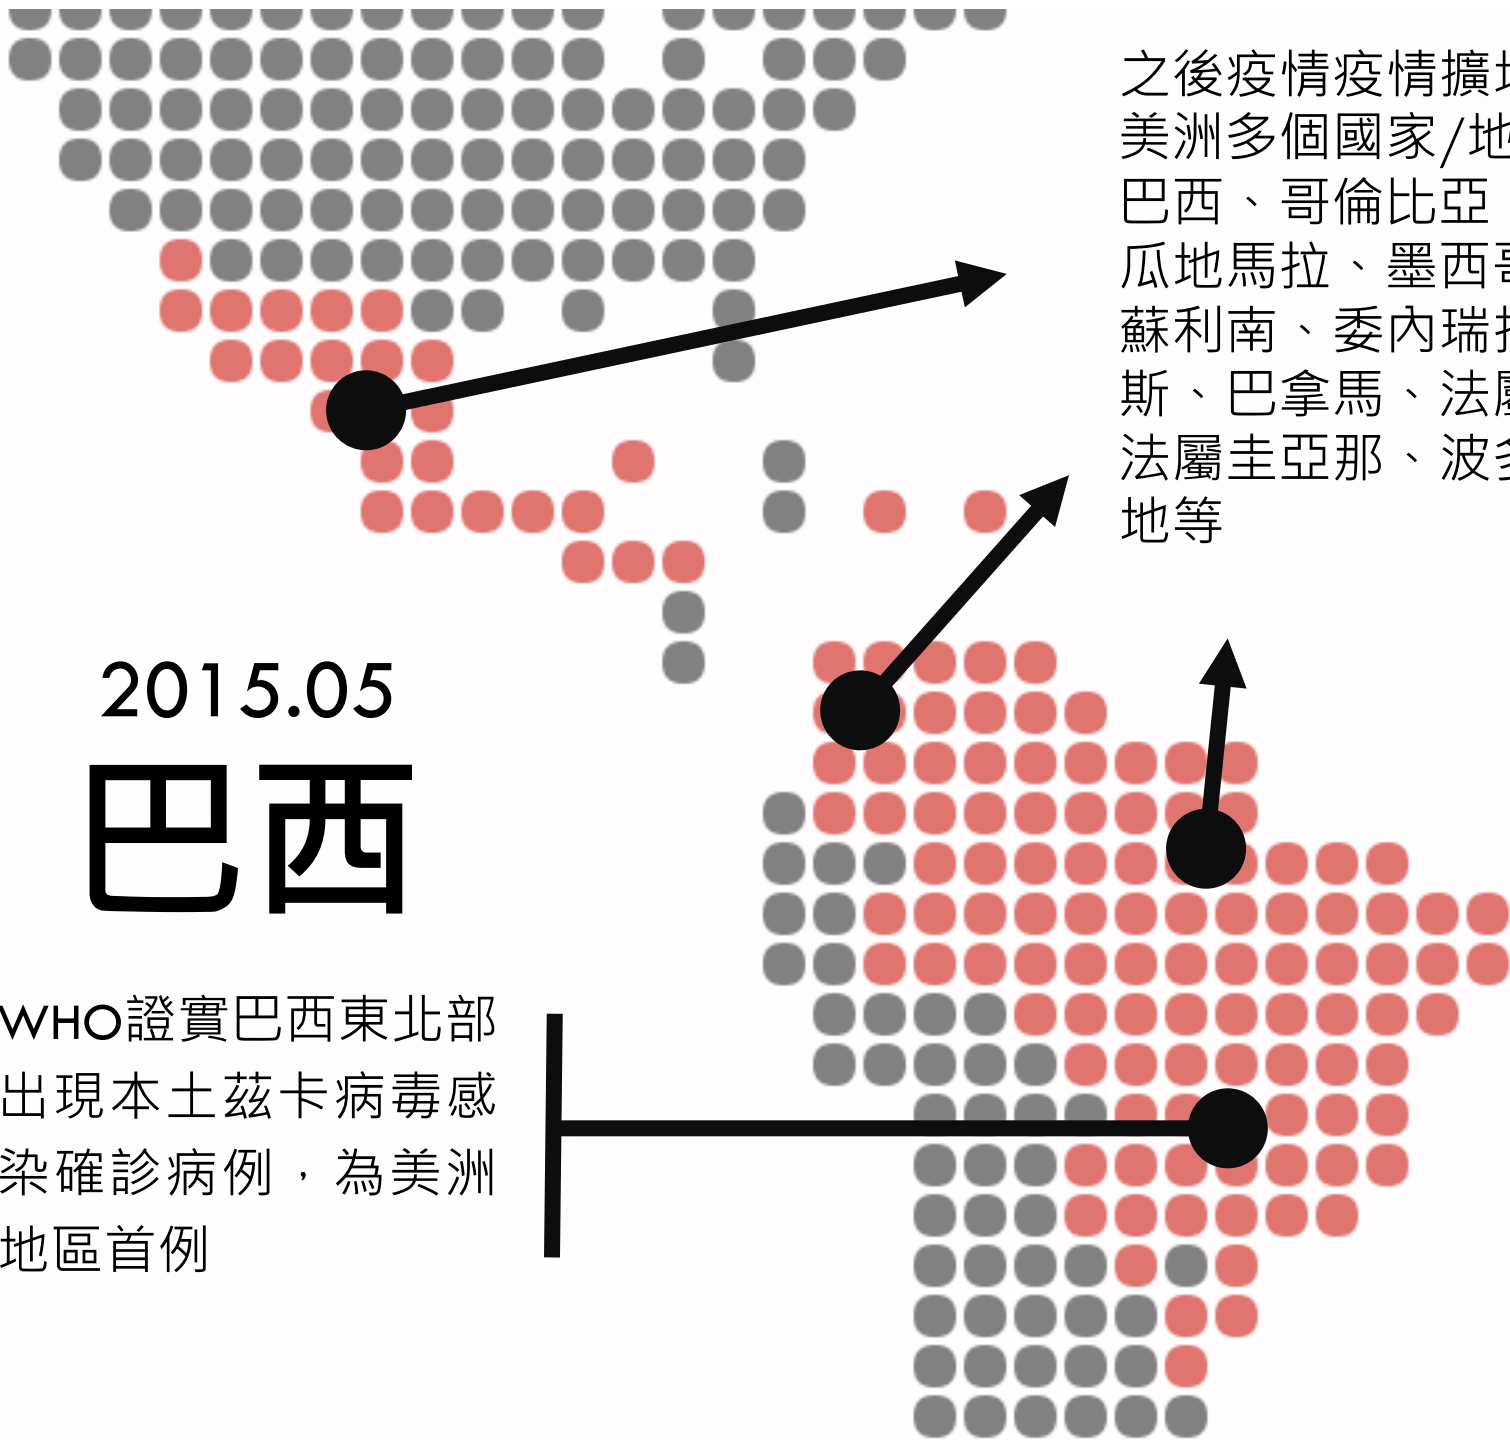 之後疫情疫情擴
美洲多個國家/地
巴西、哥倫比亞
瓜地馬拉、墨西哥
蘇利南、委內瑞
斯、巴拿馬、法屬
法屬圭亞那、波多
地等
2015.05
巴西
WHO證實巴西東北部
出現本土茲卡病毒感
染確診病例，為美洲
地區首例